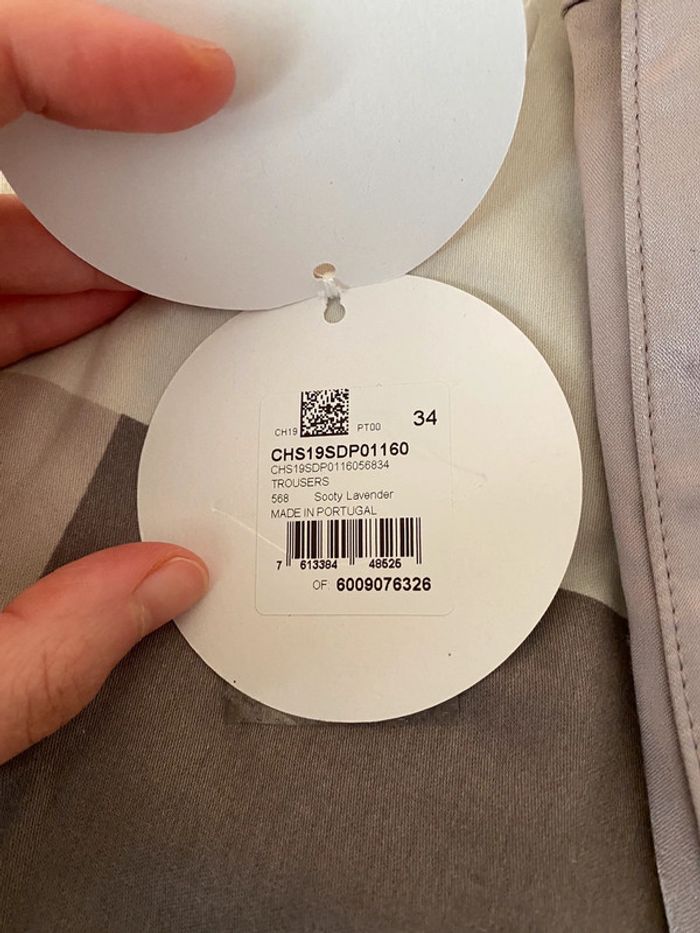 34
CH19 PT00
CHS19SDP01160
CHS19SDP0116056834
TROUSERS
568 Sooty Lavender
MADE IN PORTUGAL
7 613384 48526
OF: 6009076326